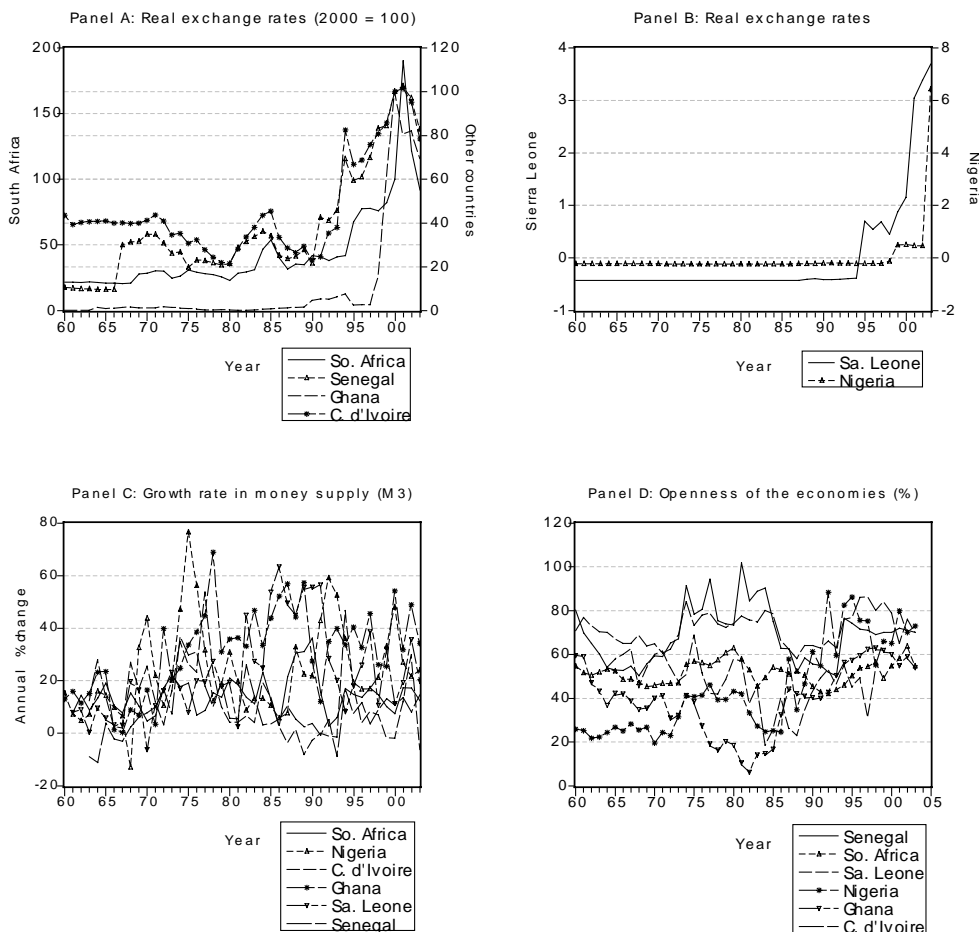 Panel A: Real exchange rates (2000 = 100)
200
150
100
50
0
South Africa
120
100
80
60
40
20
0
Other countries
60 65 70 75 80 85 90 95 00
Year
So. Africa
Senegal
Ghana
C. d'Ivoire
Panel B: Real exchange rates
4
3
2
1
0
-1
Sierra Leone
8
6
4
2
0
-2
Nigeria
60 65 70 75 80 85 90 95 00
Year
Sa. Leone
Nigeria
Panel C: Growth rate in money supply (M3)
80
60
40
20
0
-20
Annual %change
60 65 70 75 80 85 90 95 00
Year
So. Africa
Nigeria
C. d'Ivoire
Ghana
Sa. Leone
Senegal
Panel D: Openness of the economies (%)
120
100
80
60
40
20
0
60 65 70 75 80 85 90 95 00 05
Year
Senegal
So. Africa
Sa. Leone
Nigeria
Ghana
C. d'Ivoire